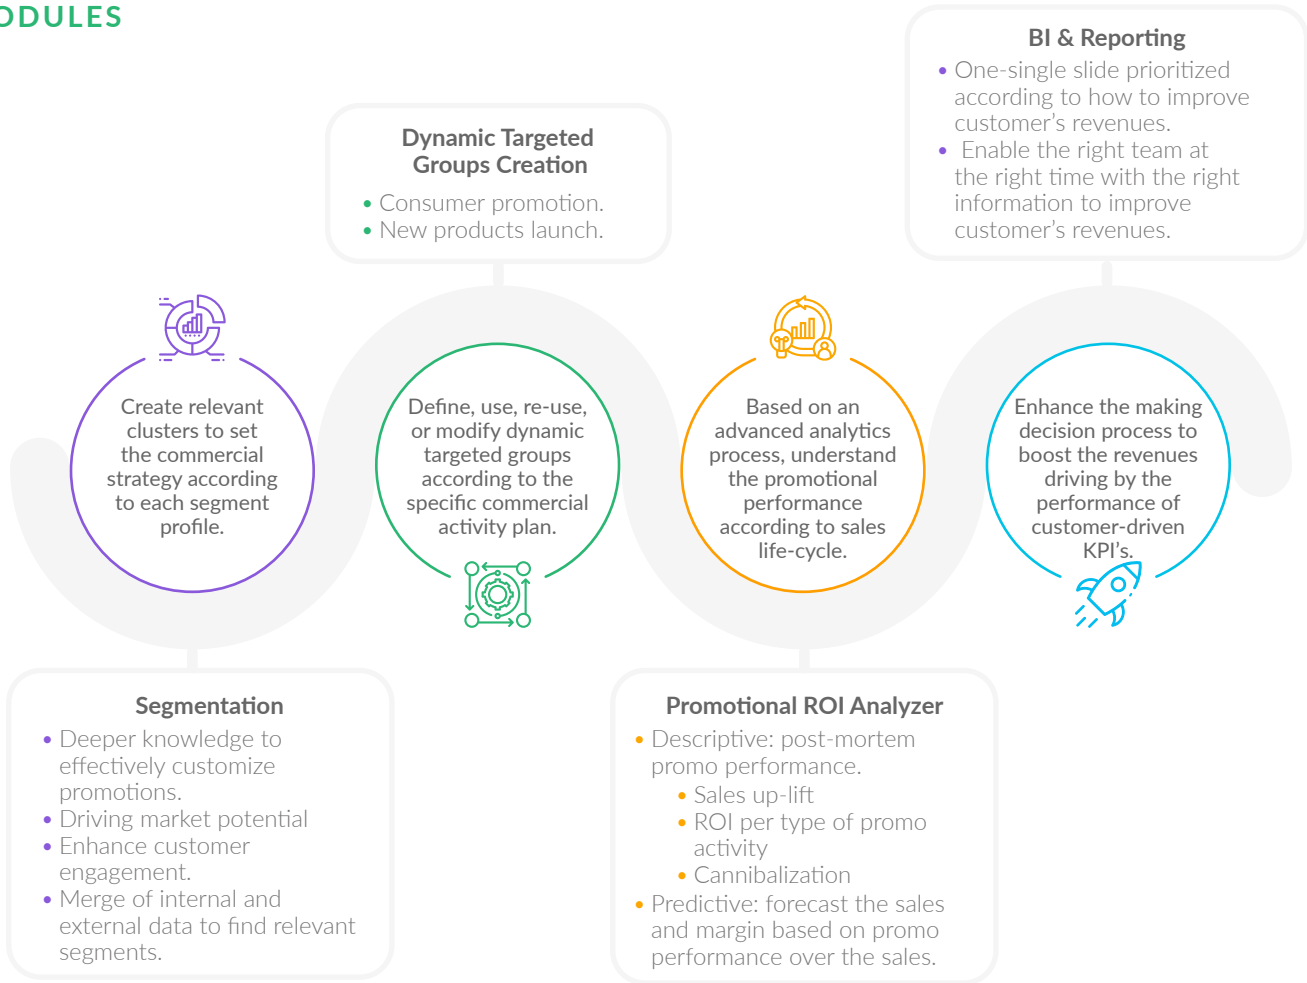 ODULES
BI & Reporting
• One-single slide prioritized
according to how to improve
customer’s revenues.
• Enable the right team at
the right time with the right
information to improve
customer’s revenues.
Dynamic Targeted
Groups Creation
• Consumer promotion.
• New products launch.
Create relevant
clusters to set
the commercial
strategy according
to each segment
profile.
Define, use, re-use,
or modify dynamic
targeted groups
according to the
specific commercial
activity plan.
Based on an
advanced analytics
process, understand
the promotional
performance
according to sales
life-cycle.
Enhance the making
decision process to
boost the revenues
driving by the
performance of
customer-driven
KPI’s.
Segmentation
• Deeper knowledge to
effectively customize
promotions.
• Driving market potential
• Enhance customer
engagement.
• Merge of internal and
external data to find relevant
segments.
Promotional ROI Analyzer
• Descriptive: post-mortem
promo performance.
• Sales up-lift
• ROI per type of promo
activity
• Cannibalization
• Predictive: forecast the sales
and margin based on promo
performance over the sales.